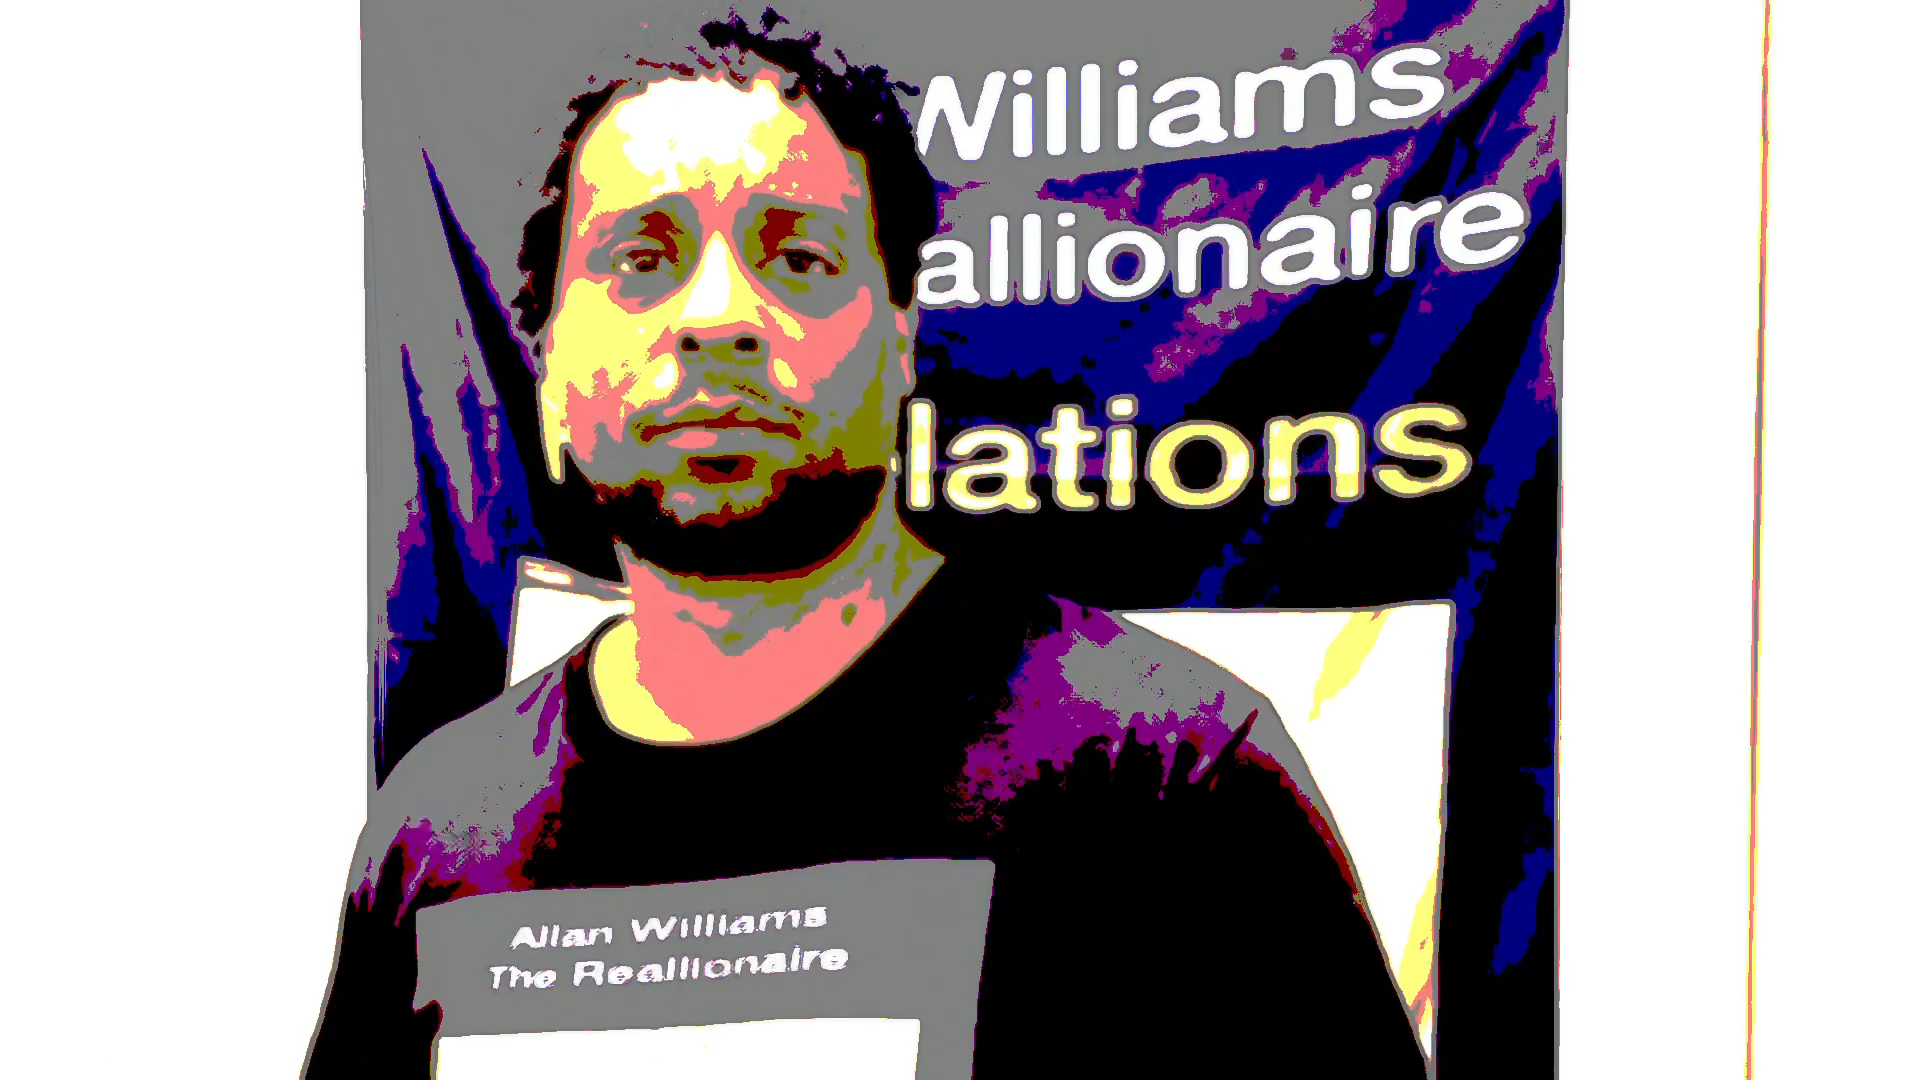 Williams
allionaire
lations
Allan Williams
The Reallionaire